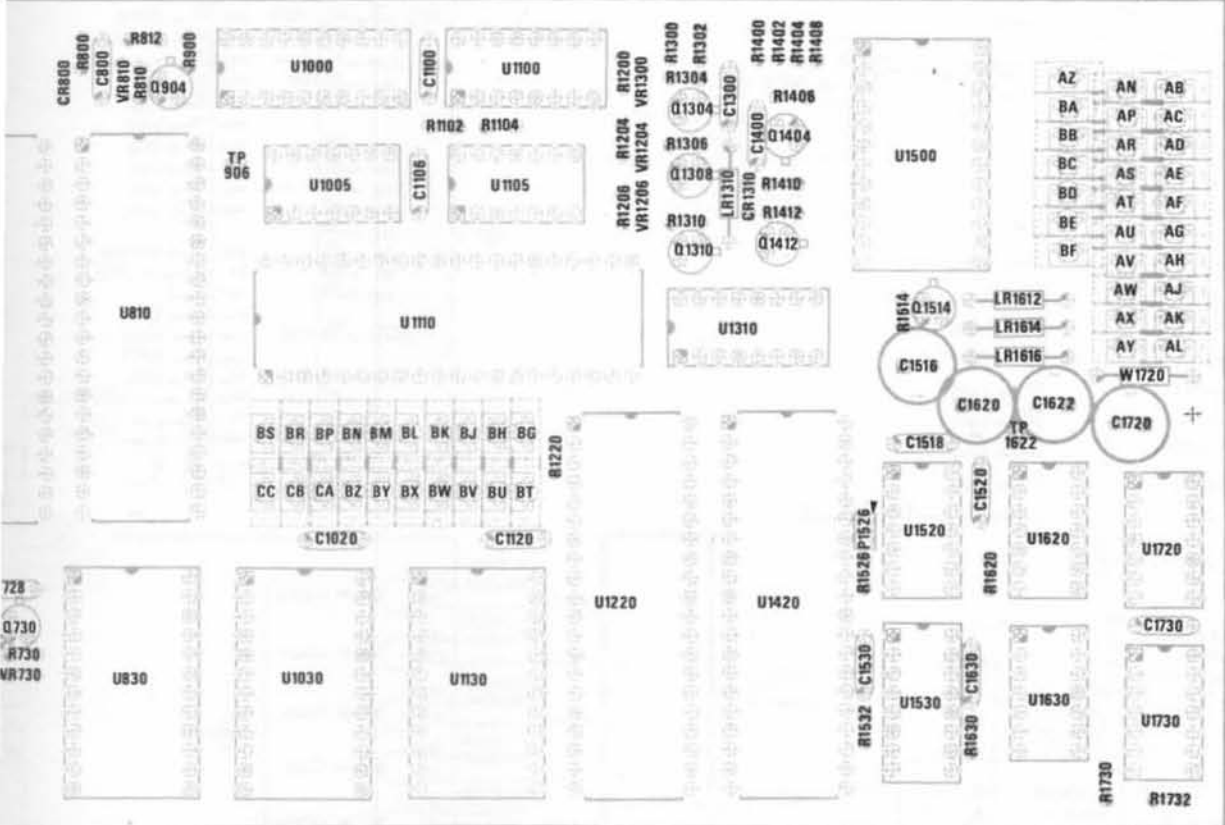 R800
C800
CR800
R812
VR810
R810
R900
Q904
U1000
C1100
U1100
R1102
R1104
TP
906
U1005
C1106
U1105
R1200
VR1300
R1204
VR1204
R1206
VR1206
R1300
R1302
R1304
Q1304
C1300
R1306
Q1308
LR1310
CR1310
R1310
Q1310
R1400
R1402
R1404
R1408
R1406
C1400
Q1404
R1410
R1412
Q1412
U1500
AZ
BA
BB
BC
BD
BE
BF
AN AB
AP AC
AR AD
AS AE
AT AF
AU AG
AV AH
AW AJ
AX AK
AY AL
U810
U1110
U1310
R1514
Q1514
LR1612
LR1614
LR1616
W1720
C1516
C1620
C1622
C1720
TP
1622
C1518
BS BR BP BN BM BL BK BJ BH BG
CC CB CA BZ BY BX BW BV BU BT
R1220
C1020
C1120
C1520
P1526
R1526
U1520
U1620
R1620
U1720
728
Q730
R730
VR730
U830
U1030
U1130
U1220
U1420
C1730
C1530
R1532
U1530
C1630
R1630
U1630
U1730
R1730
R1732